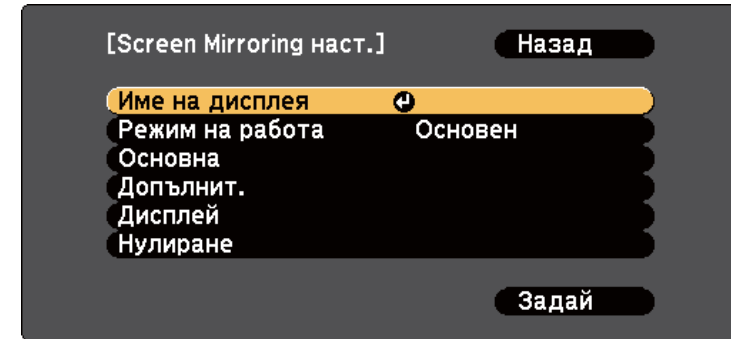 [Screen Mirroring наст.] Назад
Име на дисплея
Режим на работа Основен
Основна
Допълнит.
Дисплей
Нулиране
Задай